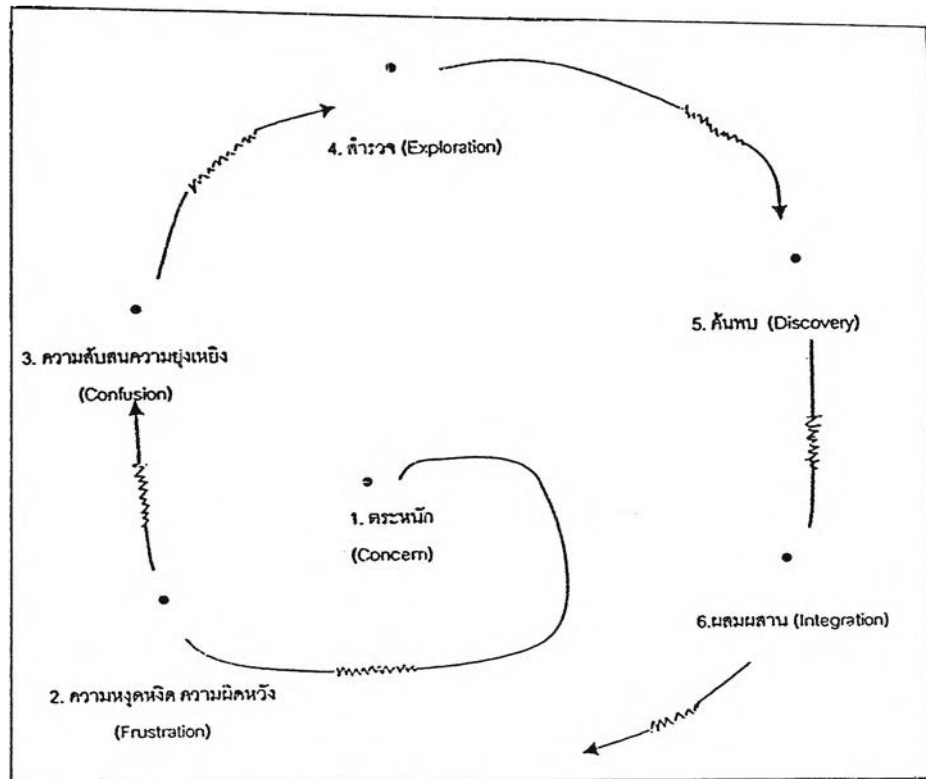 4. สำรวจ (Exploration)
5. ค้นพบ (Discovery)
3. ความสับสนความยุ่งเหยิง
(Confusion)
1. ตระหนัก
(Concern)
6.ผสมผสาน (Integration)
2. ความหงุดหงิด ความผิดหวัง
(Frustration)